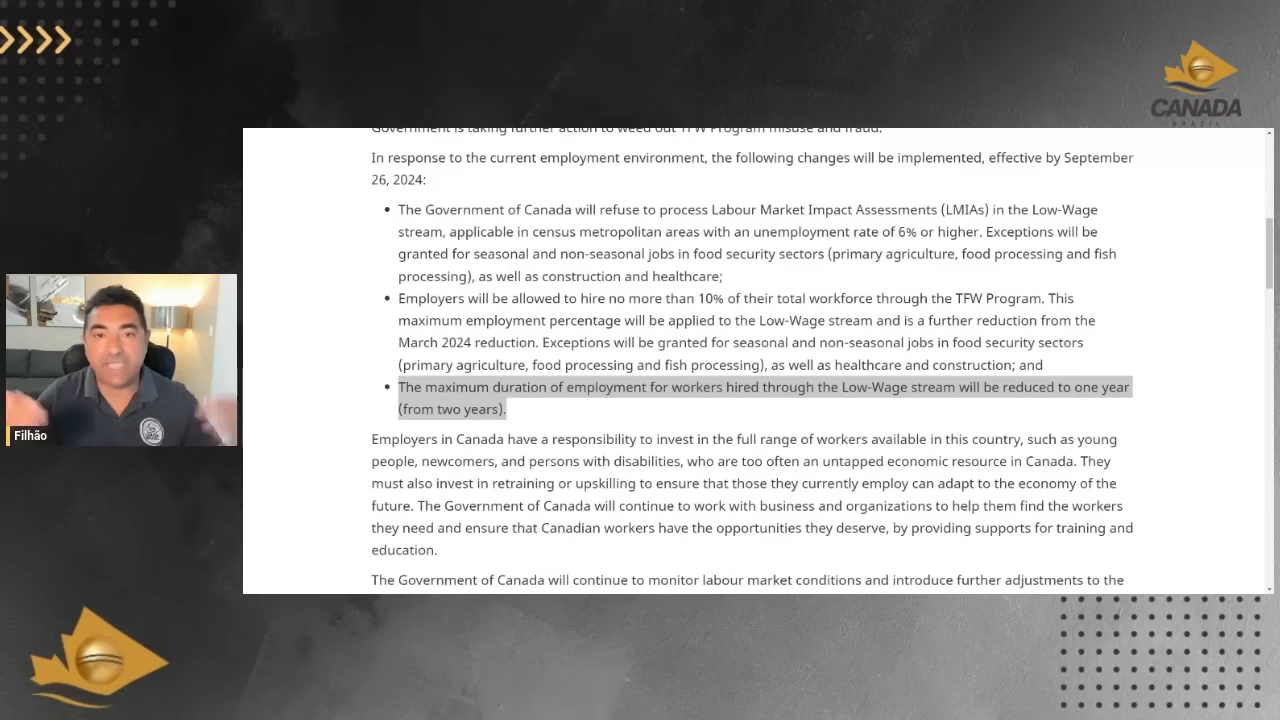 CANADA
BRAZIL
Government is taking further action to weed out TFW Program misuse and fraud.
In response to the current employment environment, the following changes will be implemented, effective by September
26, 2024:
• The Government of Canada will refuse to process Labour Market Impact Assessments (LMIAs) in the Low-Wage
stream, applicable in census metropolitan areas with an unemployment rate of 6% or higher. Exceptions will be
granted for seasonal and non-seasonal jobs in food security sectors (primary agriculture, food processing and fish
processing), as well as construction and healthcare;
• Employers will be allowed to hire no more than 10% of their total workforce through the TFW Program. This
maximum employment percentage will be applied to the Low-Wage stream and is a further reduction from the
March 2024 reduction. Exceptions will be granted for seasonal and non-seasonal jobs in food security sectors
(primary agriculture, food processing and fish processing), as well as healthcare and construction; and
• The maximum duration of employment for workers hired through the Low-Wage stream will be reduced to one year
(from two years).
Employers in Canada have a responsibility to invest in the full range of workers available in this country, such as young
people, newcomers, and persons with disabilities, who are too often an untapped economic resource in Canada. They
must also invest in retraining or upskilling to ensure that those they currently employ can adapt to the economy of the
future. The Government of Canada will continue to work with business and organizations to help them find the workers
they need and ensure that Canadian workers have the opportunities they deserve, by providing supports for training and
education.
The Government of Canada will continue to monitor labour market conditions and introduce further adjustments to the
Filhão